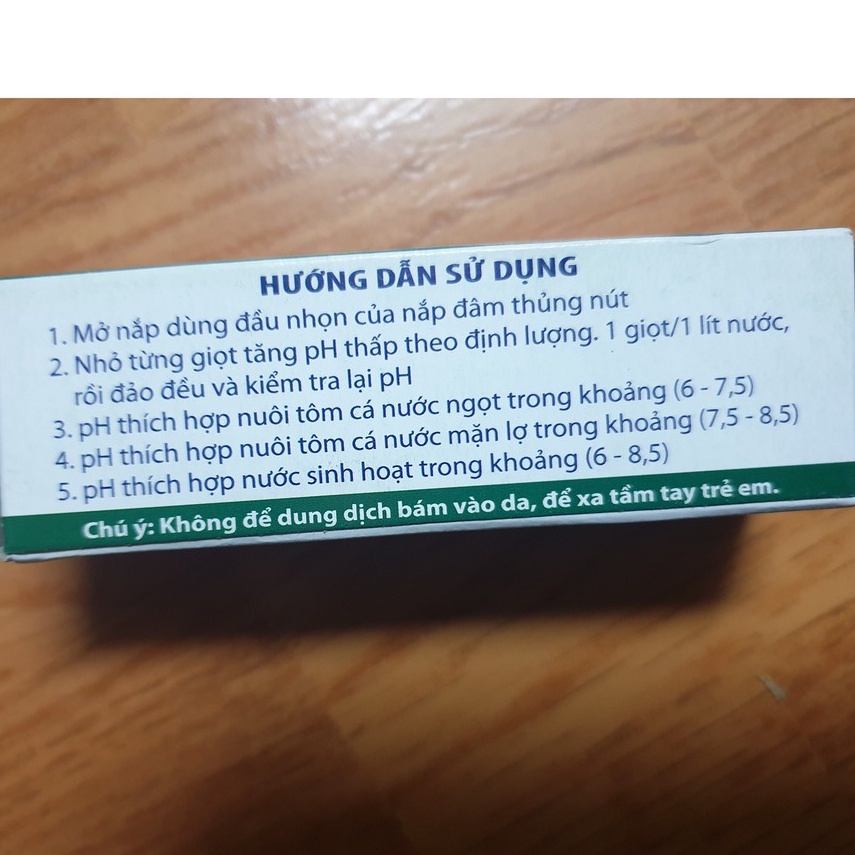 HƯỚNG DẪN SỬ DỤNG
1. Mở nắp dùng đầu nhọn của nắp đâm thủng nút
2. Nhỏ từng giọt tăng pH thấp theo định lượng. 1 giọt/1 lít nước,
rồi đảo đều và kiểm tra lại pH
3. pH thích hợp nuôi tôm cá nước ngọt trong khoảng (6 - 7,5)
4. pH thích hợp nuôi tôm cá nước mặn lợ trong khoảng (7,5 - 8,5)
5. pH thích hợp nước sinh hoạt trong khoảng (6 - 8,5)
Chú ý: Không để dung dịch bám vào da, để xa tầm tay trẻ em.